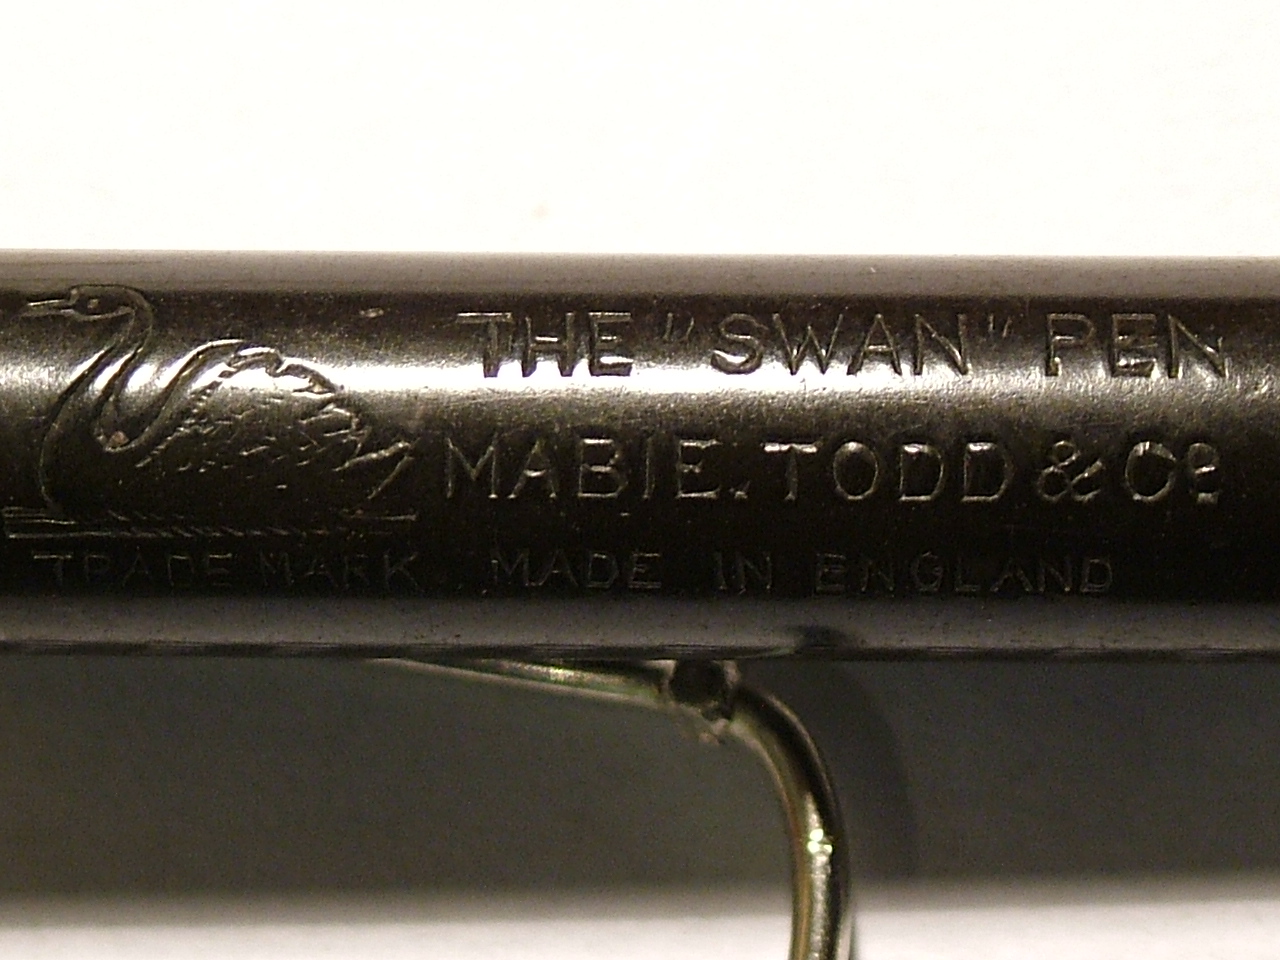 THE "SWAN" PEN
MABIE. TODD & Co.
TRADE MARK. MADE IN ENGLAND